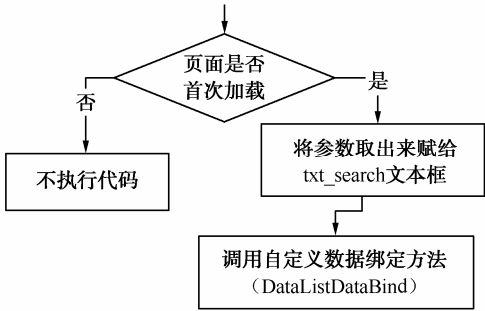 页面是否
首次加载
否
是
不执行代码
将参数取出来赋给
txt_search文本框
调用自定义数据绑定方法
（DataListDataBind）